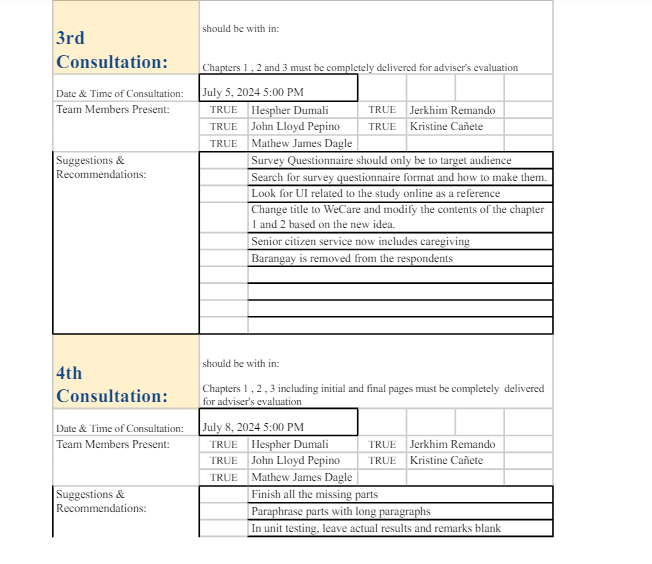 3rd
Consultation:
should be with in:
Chapters 1 , 2 and 3 must be completely delivered for adviser's evaluation
Date & Time of Consultation:
July 5, 2024 5:00 PM
Team Members Present:
TRUE Hespher Dumali TRUE Jerkhim Remando
TRUE John Lloyd Pepino TRUE Kristine Cañete
TRUE Mathew James Dagle
Suggestions &
Recommendations:
Survey Questionnaire should only be to target audience
Search for survey questionnaire format and how to make them.
Look for UI related to the study online as a reference
Change title to WeCare and modify the contents of the chapter
1 and 2 based on the new idea.
Senior citizen service now includes caregiving
Barangay is removed from the respondents
4th
Consultation:
should be with in:
Chapters 1 , 2 , 3 including initial and final pages must be completely delivered
for adviser's evaluation
Date & Time of Consultation:
July 8, 2024 5:00 PM
Team Members Present:
TRUE Hespher Dumali TRUE Jerkhim Remando
TRUE John Lloyd Pepino TRUE Kristine Cañete
TRUE Mathew James Dagle
Suggestions &
Recommendations:
Finish all the missing parts
Paraphrase parts with long paragraphs
In unit testing, leave actual results and remarks blank